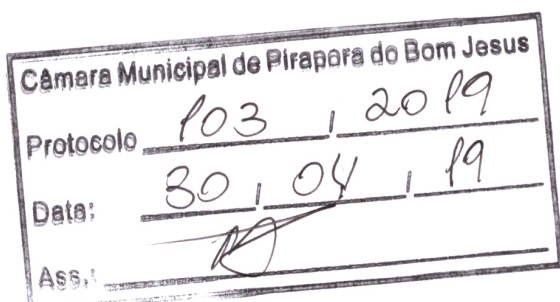 Câmara Municipal de Pirapora do Bom Jesus
Protocolo 103 / 2019
Data: 30 / 04 / 19
Ass.: